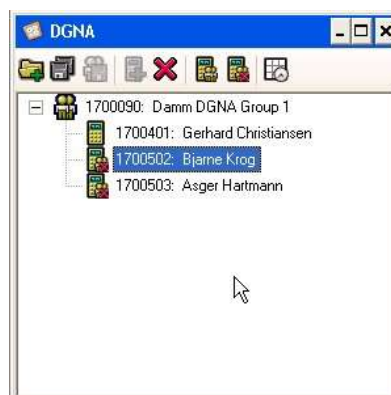 DGNA
1700090: Damm DGNA Group 1
1700401: Gerhard Christiansen
1700502: Bjarne Krog
1700503: Asger Hartmann